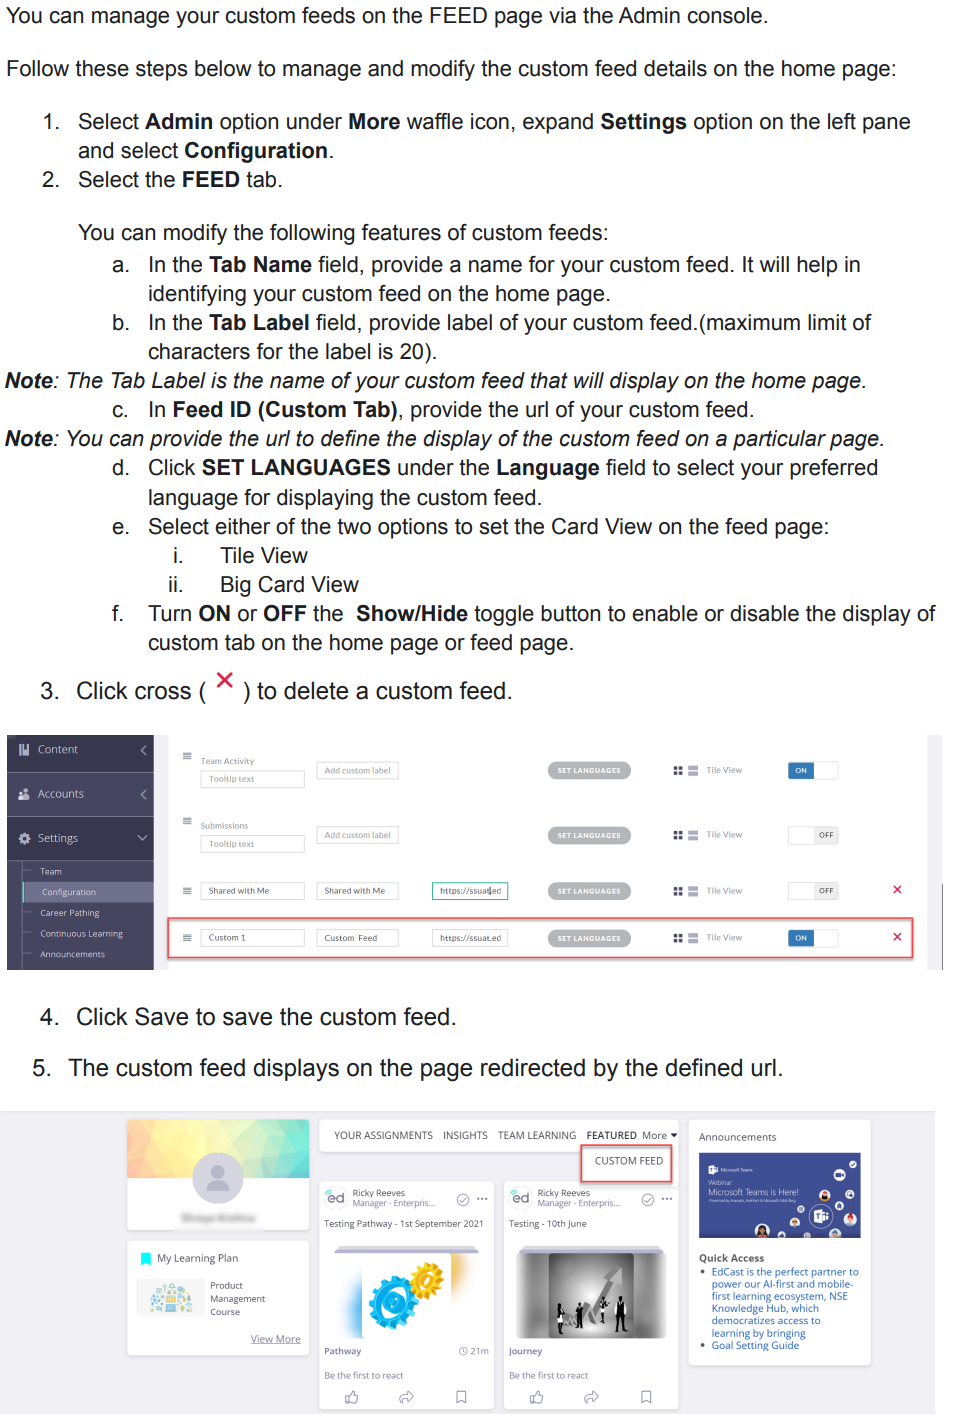 You can manage your custom feeds on the FEED page via the Admin console.
Follow these steps below to manage and modify the custom feed details on the home page:
1. Select Admin option under More waffle icon, expand Settings option on the left pane
and select Configuration.
2. Select the FEED tab.
You can modify the following features of custom feeds:
a. In the Tab Name field, provide a name for your custom feed. It will help in
identifying your custom feed on the home page.
b. In the Tab Label field, provide label of your custom feed.(maximum limit of
characters for the label is 20).
Note: The Tab Label is the name of your custom feed that will display on the home page.
c. In Feed ID (Custom Tab), provide the url of your custom feed.
Note: You can provide the url to define the display of the custom feed on a particular page.
d. Click SET LANGUAGES under the Language field to select your preferred
language for displaying the custom feed.
e. Select either of the two options to set the Card View on the feed page:
i. Tile View
ii. Big Card View
f. Turn ON or OFF the Show/Hide toggle button to enable or disable the display of
custom tab on the home page or feed page.
3. Click cross ( ✕ ) to delete a custom feed.
Content
Accounts
Settings
Team
Configuration
Career Pathing
Continuous Learning
Announcements
Team Activity
Tooltip text Add custom label SET LANGUAGES Tile View ON
Submissions
Tooltip text Add custom label SET LANGUAGES Tile View OFF
Shared with Me Shared with Me https://ssuat.ed SET LANGUAGES Tile View OFF
Custom 1 Custom Feed https://ssuat.ed SET LANGUAGES Tile View ON
4. Click Save to save the custom feed.
5. The custom feed displays on the page redirected by the defined url.
My Learning Plan
Product
Management
Course
View More
YOUR ASSIGNMENTS INSIGHTS TEAM LEARNING FEATURED More
CUSTOM FEED
ed Ricky Reeves
Manager - Enterpris...
Testing Pathway - 1st September 2021
Pathway 21m
Be the first to react
ed Ricky Reeves
Manager - Enterpris...
Testing - 10th June
Journey
Be the first to react
Announcements
Microsoft Teams
Webinar:
Microsoft Teams is Here!
Quick Access
• EdCast is the perfect partner to
power our AI-first and mobile-
first learning ecosystem, NSE
Knowledge Hub, which
democratizes access to
learning by bringing
• Goal Setting Guide